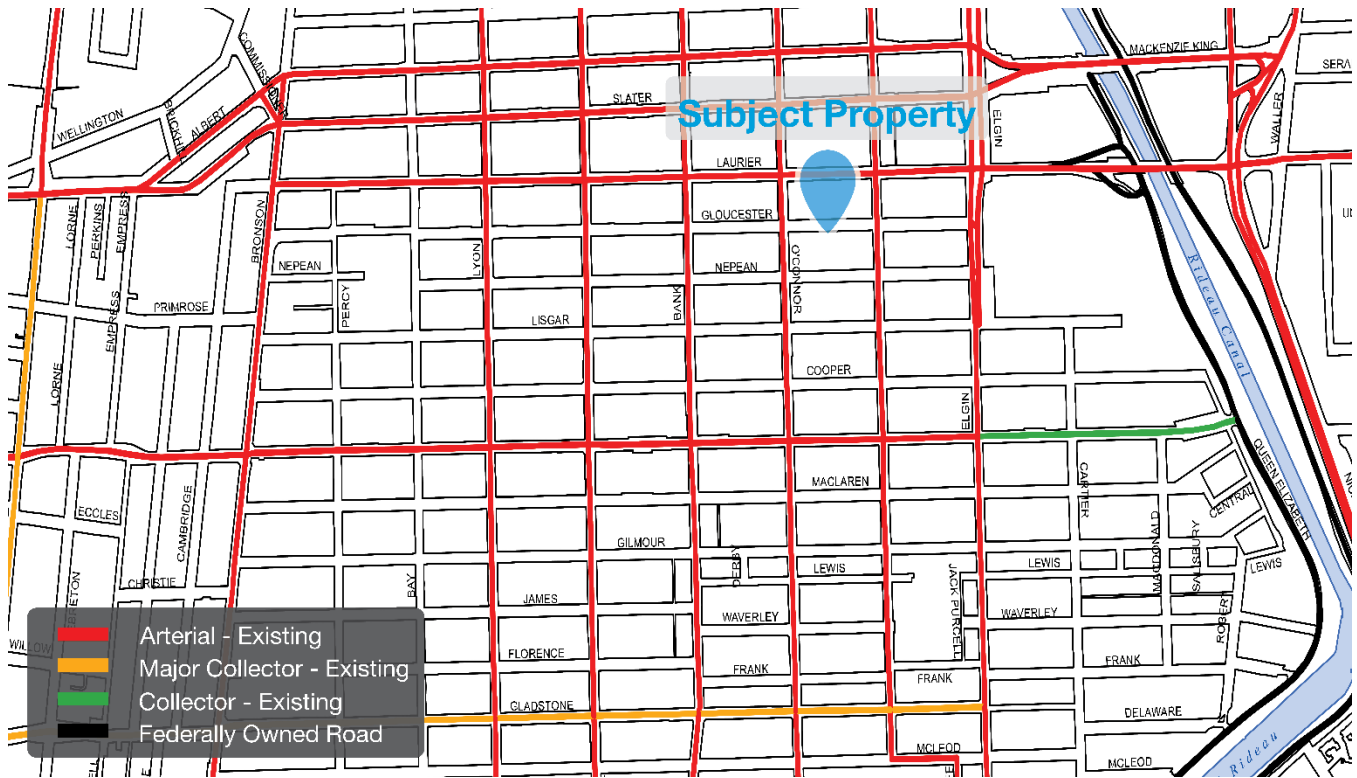 MACKENZIE KING
COMMISSIONER
SLATER
Subject Property
WELLINGTON
BRICKHILL
ALBERT
ELGIN
WALLER
LAURIER
GLOUCESTER
LORNE
PERKINS
EMPRESS
BRONSON
NEPEAN
LYON
NEPEAN
O'CONNOR
Rideau Canal
PERCY
PRIMROSE
EMPRESS
LISGAR
BANK
COOPER
LORNE
ELGIN
MACLAREN
CARTIER
QUEEN ELIZABETH
CENTRAL
ECCLES
CAMBRIDGE
GILMOUR
DERBY
LEWIS
JACK PURCELL
LEWIS
MACDONALD
SALISBURY
LEWIS
CHRISTIE
BAY
JAMES
WAVERLEY
WAVERLEY
ROBERT
Arterial - Existing
WILLOW
FLORENCE
FRANK
FRANK
FRANK
Major Collector - Existing
Collector - Existing
GLADSTONE
DELAWARE
Federally Owned Road
MCLEOD
MCLEOD
Rideau